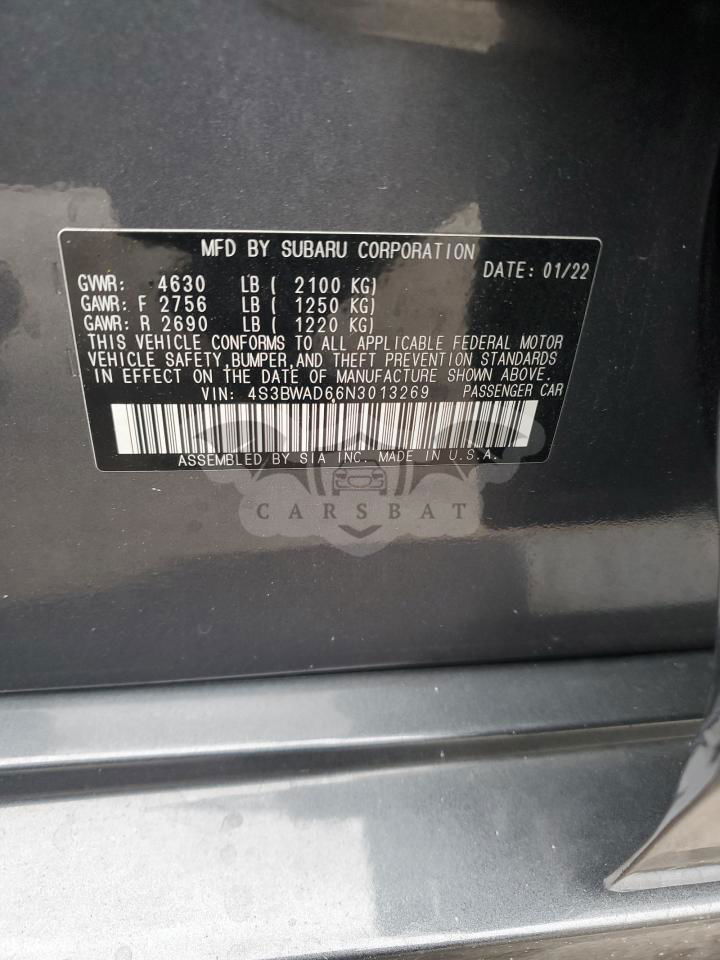 MFD BY SUBARU CORPORATION
DATE: 01/22
GVWR: 4630 LB ( 2100 KG)
GAWR: F 2756 LB ( 1250 KG)
GAWR: R 2690 LB ( 1220 KG)
THIS VEHICLE CONFORMS TO ALL APPLICABLE FEDERAL MOTOR
VEHICLE SAFETY, BUMPER, AND THEFT PREVENTION STANDARDS
IN EFFECT ON THE DATE OF MANUFACTURE SHOWN ABOVE.
VIN: 4S3BWAD66N3013269 PASSENGER CAR
ASSEMBLED BY SIA INC. MADE IN U.S.A.
CARSBAT